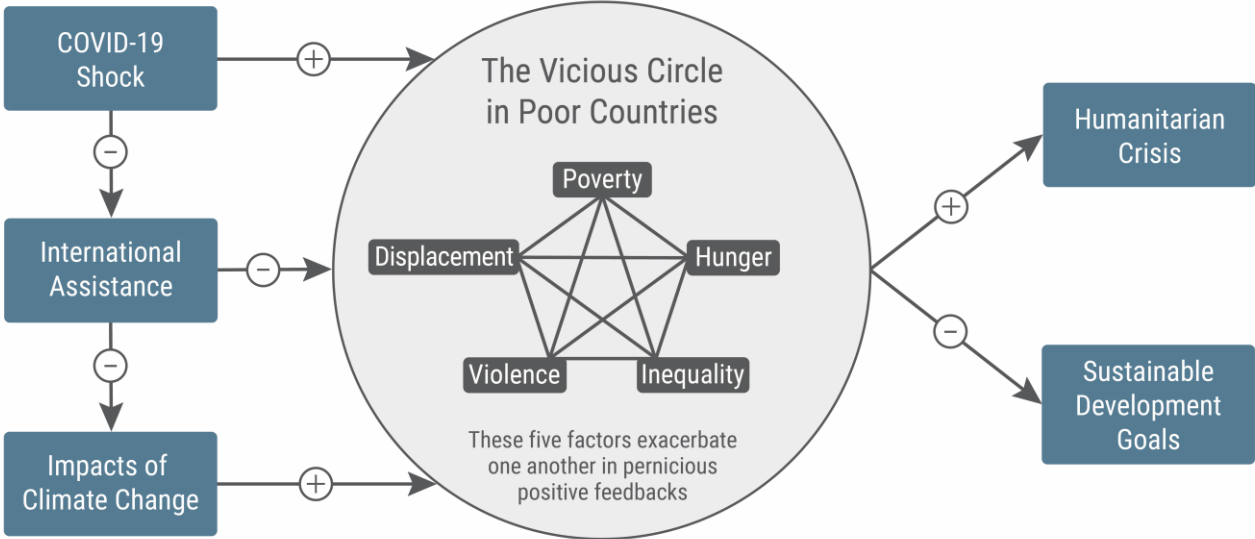 COVID-19
Shock
+
The Vicious Circle
in Poor Countries
Humanitarian
Crisis
−
Poverty
+
International
Assistance
−
Displacement
Hunger
−
−
Violence
Inequality
Sustainable
Development
Goals
These five factors exacerbate
one another in pernicious
positive feedbacks
Impacts of
Climate Change
+